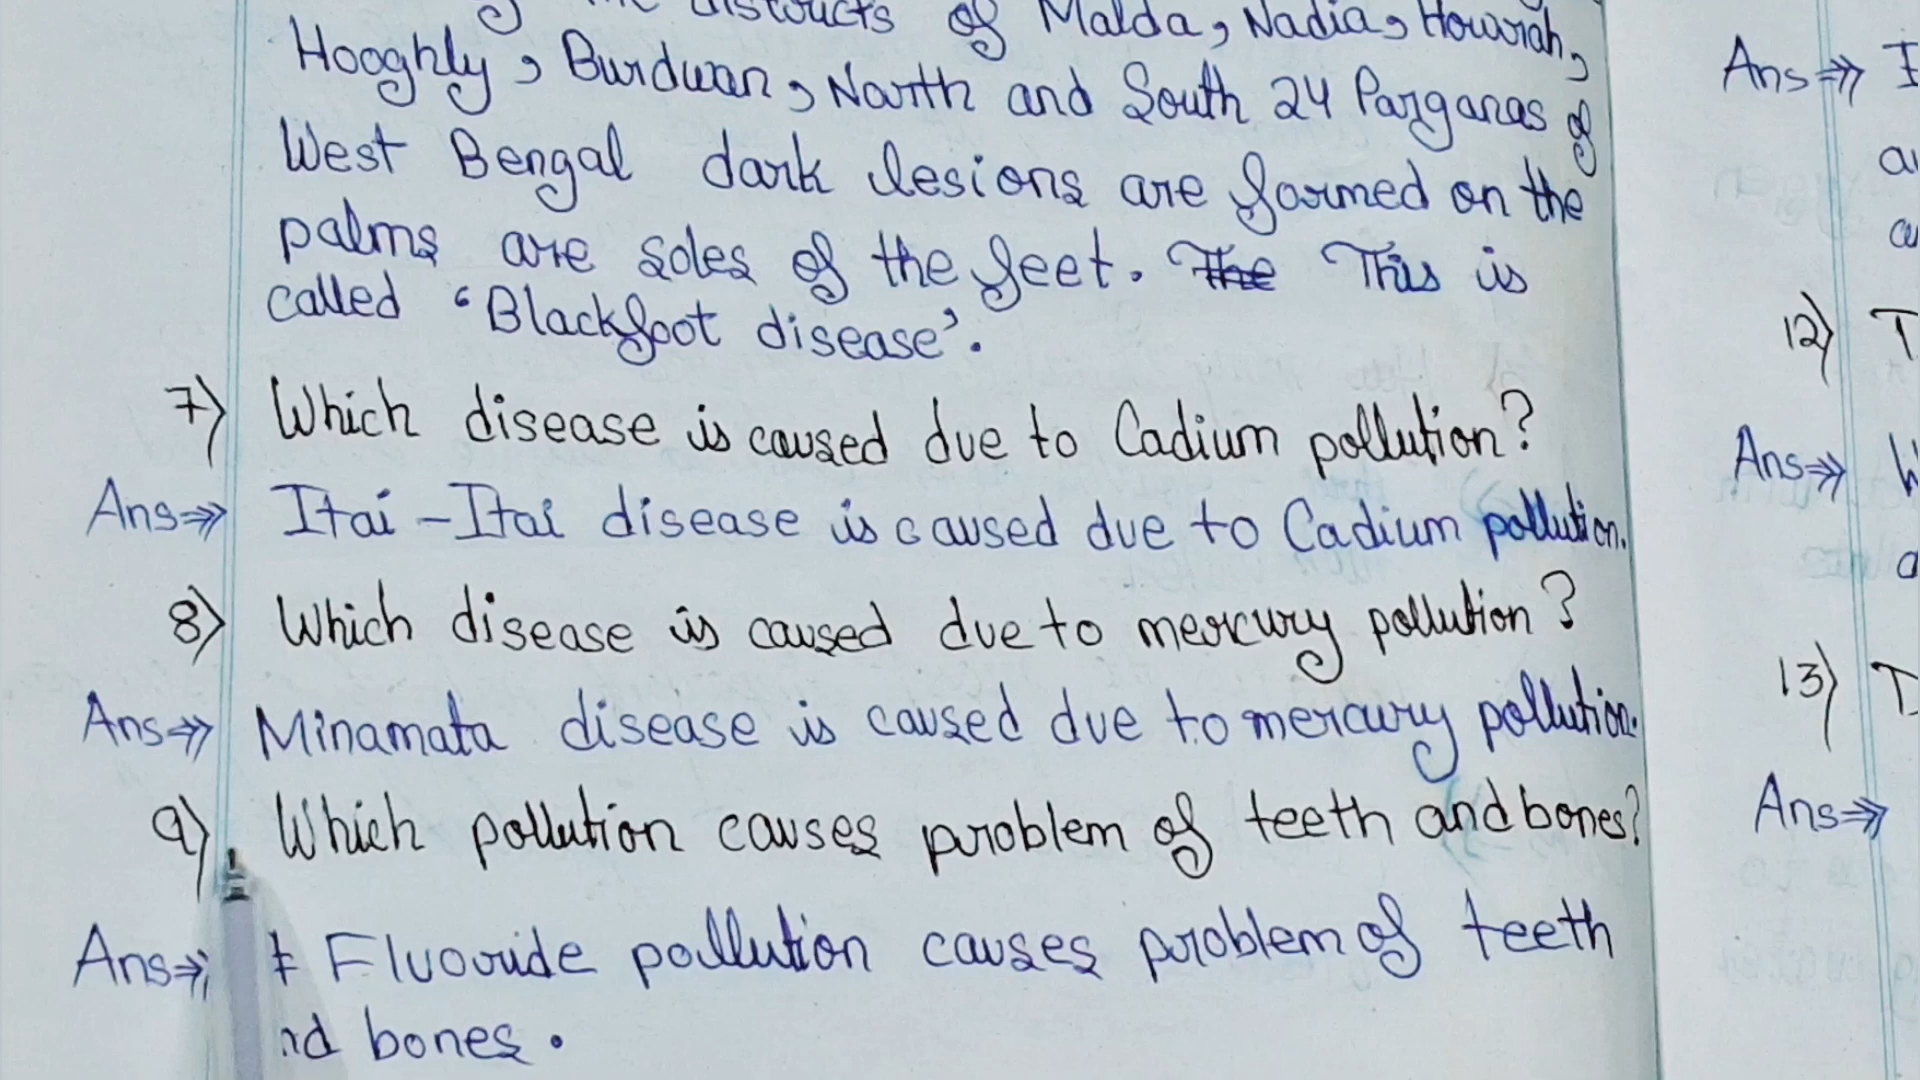 the districts of Malda, Nadia, Howrah,
Hooghly, Burdwan, North and South 24 Parganas of
West Bengal dark lesions are formed on the
palms are soles of the feet. The This is
called 'Blackfoot disease'.
7) Which disease is caused due to Cadium pollution?
Ans⇒ Itai-Itai disease is caused due to Cadium pollution.
8) Which disease is caused due to mercury pollution?
Ans⇒ Minamata disease is caused due to mercury pollution.
9) Which pollution causes problem of teeth and bones?
Ans⇒ Fluoride pollution causes problem of teeth
nd bones.
Ans⇒
12) T
Ans⇒
13)
Ans⇒